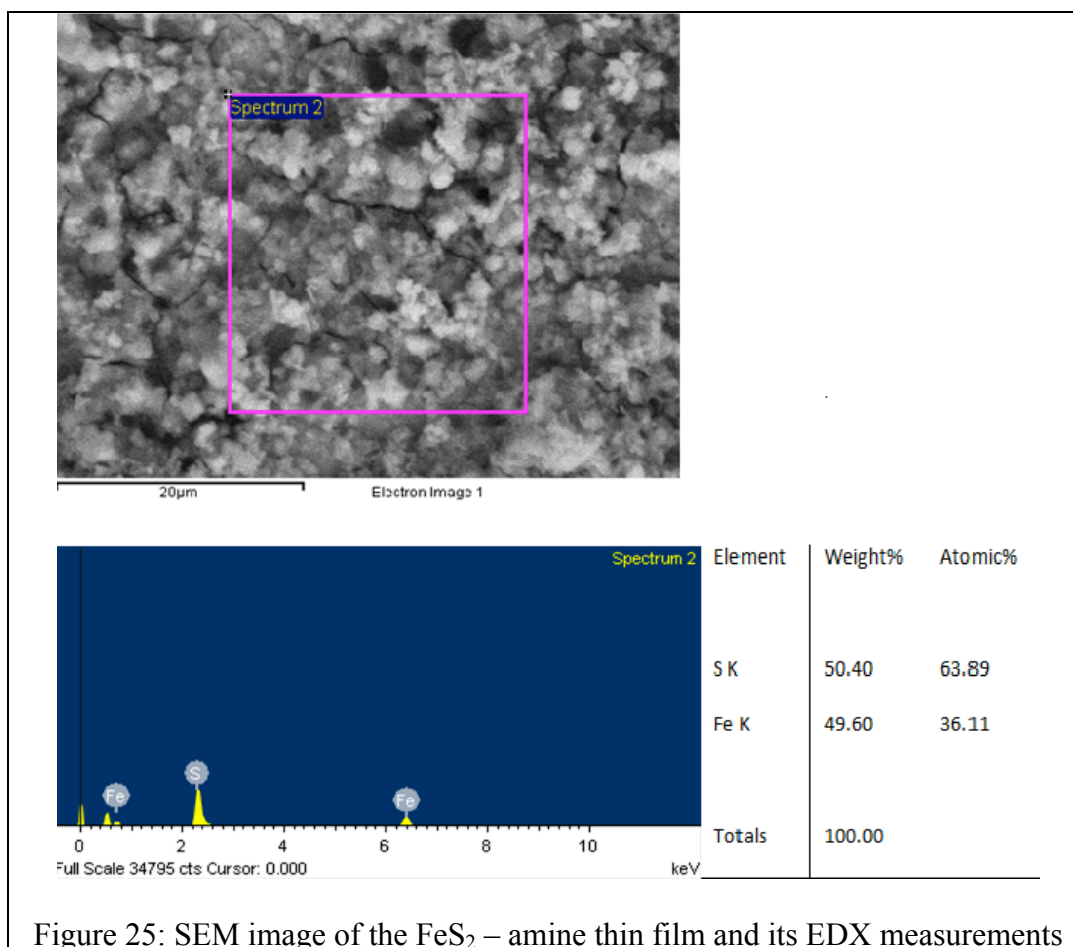 Spectrum 2
20µm Electron Image 1
Spectrum 2
Fe
S
Fe
0 2 4 6 8 10
Full Scale 34795 cts Cursor: 0.000 keV
Element Weight% Atomic%
S K 50.40 63.89
Fe K 49.60 36.11
Totals 100.00
Figure 25: SEM image of the FeS₂ – amine thin film and its EDX measurements